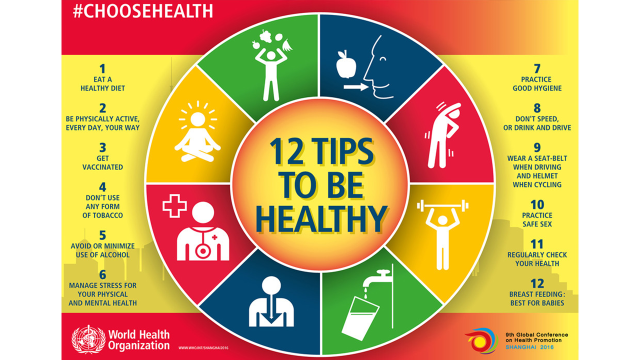 #CHOOSEHEALTH
1
EAT A
HEALTHY DIET
2
BE PHYSICALLY ACTIVE,
EVERY DAY, YOUR WAY
3
GET
VACCINATED
4
DON'T USE
ANY FORM
OF TOBACCO
5
AVOID OR MINIMIZE
USE OF ALCOHOL
6
MANAGE STRESS FOR
YOUR PHYSICAL
AND MENTAL HEALTH
12 TIPS
TO BE
HEALTHY
7
PRACTICE
GOOD HYGIENE
8
DON'T SPEED,
OR DRINK AND DRIVE
9
WEAR A SEAT-BELT
WHEN DRIVING
AND HELMET
WHEN CYCLING
10
PRACTICE
SAFE SEX
11
REGULARLY CHECK
YOUR HEALTH
12
BREAST FEEDING:
BEST FOR BABIES
World Health
Organization
9th Global Conference
on Health Promotion
SHANGHAI 2016